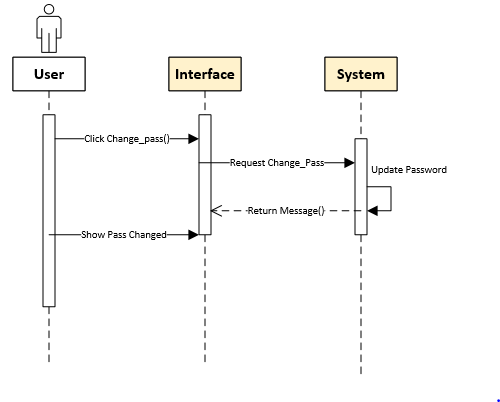 User
Interface
System
Click Change_pass()
Request Change_Pass
Update Password
Return Message()
Show Pass Changed